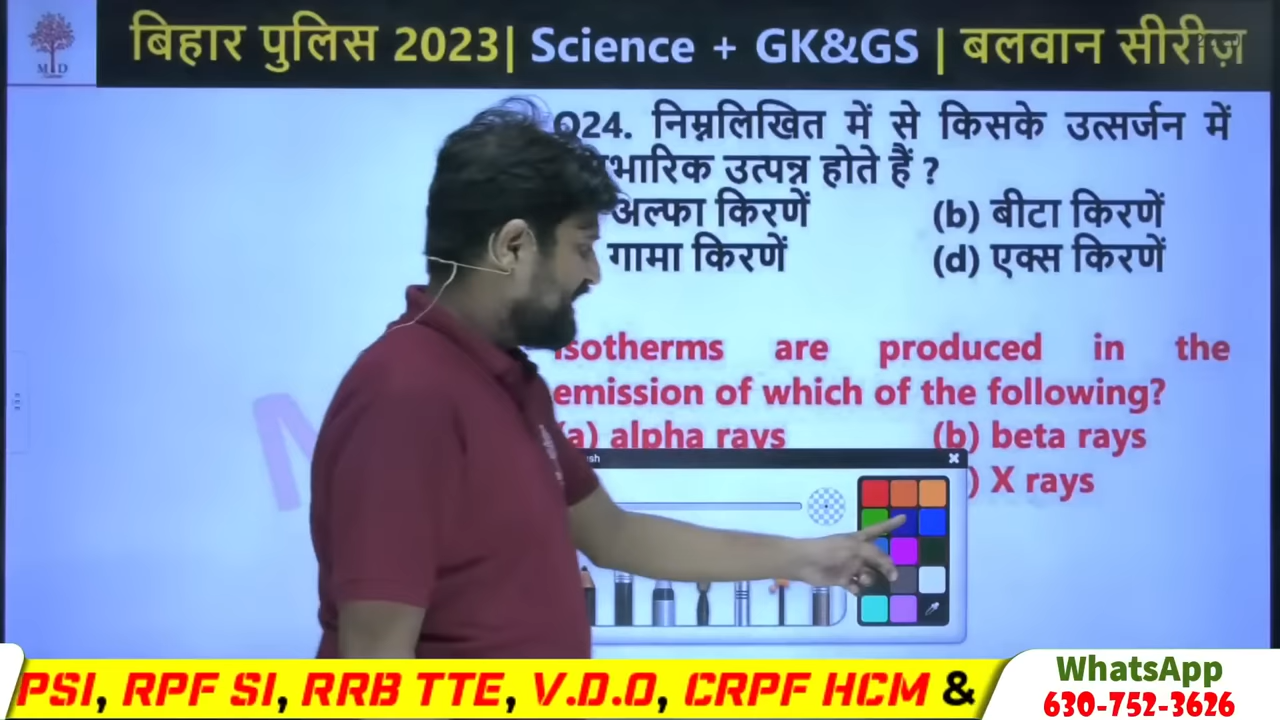 बिहार पुलिस 2023| Science + GK&GS | बलवान सीरीज़
M D
Q24. निम्नलिखित में से किसके उत्सर्जन में
भारिक उत्पन्न होते हैं ?
अल्फा किरणें (b) बीटा किरणें
गामा किरणें (d) एक्स किरणें
Isotherms are produced in the
emission of which of the following?
(a) alpha rays (b) beta rays
) X rays
PSI, RPF SI, RRB TTE, V.D.O, CRPF HCM &
WhatsApp
630-752-3626